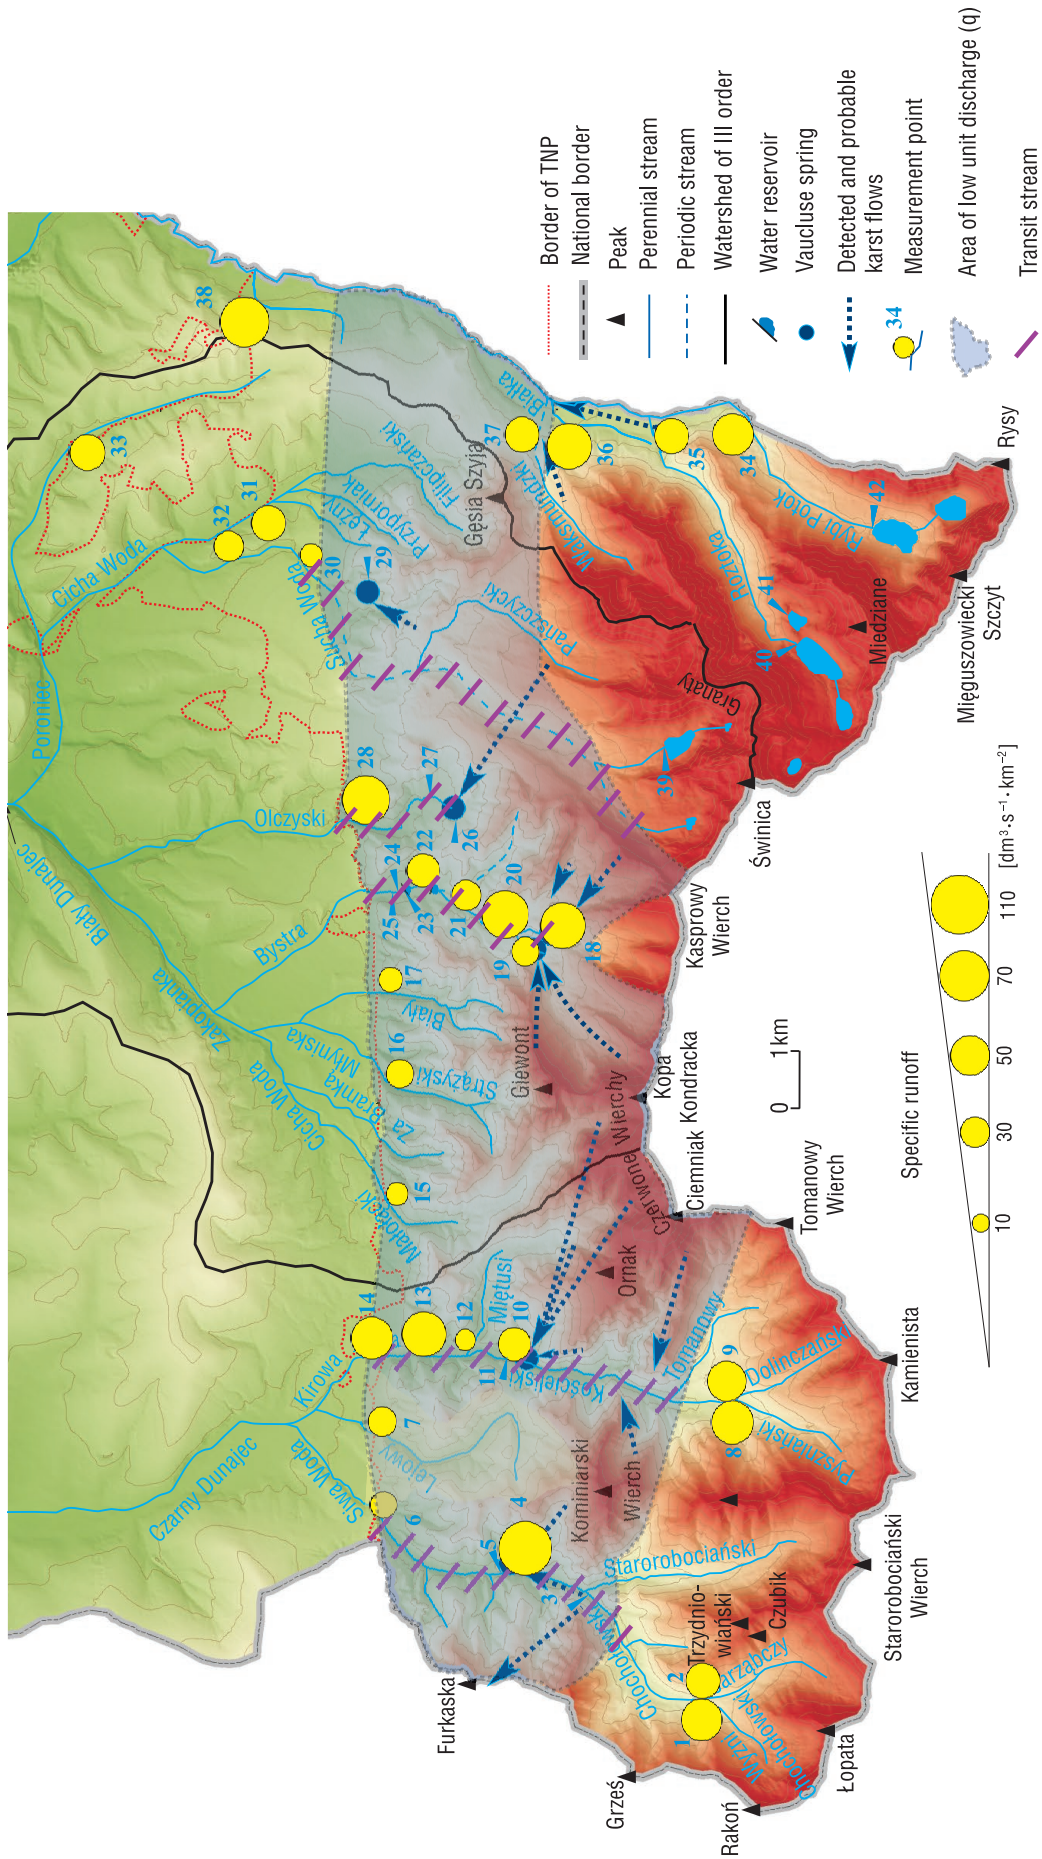 Border of TNP
National border
Peak
Perennial stream
Periodic stream
Watershed of III order
Water reservoir
Vaucluse spring
Detected and probable
karst flows
34
Measurement point
Area of low unit discharge (q)
Transit stream
Specific runoff
10
30
50
70
110
[dm³·s⁻¹·km⁻²]
0
1km
Czarny Dunajec
Siwa Woda
Kirowa
Lejowy
Chochołowski
Starorobociański
Wyżni
Chochołowski
Jarząbczy
Trzydnio-
wiański
Czubik
Furkaska
Grześ
Rakoń
Łopata
Starorobociański
Wierch
Kominiarski
Wierch
Kościeliski
Pyszniański
Dolinczański
Tomanowy
Miętusi
Ornak
Kamienista
Tomanowy
Wierch
Ciemniak
Czerwone Wierchy
Kopa
Kondracka
Giewont
Małołącki
Cicha Woda
Za Bramką
Młyniska
Strążyski
Biały
Zakopianka
Bystra
Biały Dunajec
Olczyski
Poroniec
Cicha Woda
Sucha Woda
Kasprowy
Wierch
Świnica
Granaty
Pańszczycki
Łężny
Przyporniak
Filipczański
Gęsia Szyja
Waksmundzki
Białka
Roztoka
Rybi Potok
Miedziane
Mięguszowiecki
Szczyt
Rysy
1
2
3
4
5
6
7
8
9
10
11
12
13
14
15
16
17
18
19
20
21
22
23
24
25
26
27
28
29
30
31
32
33
34
35
36
37
38
39
40
41
42